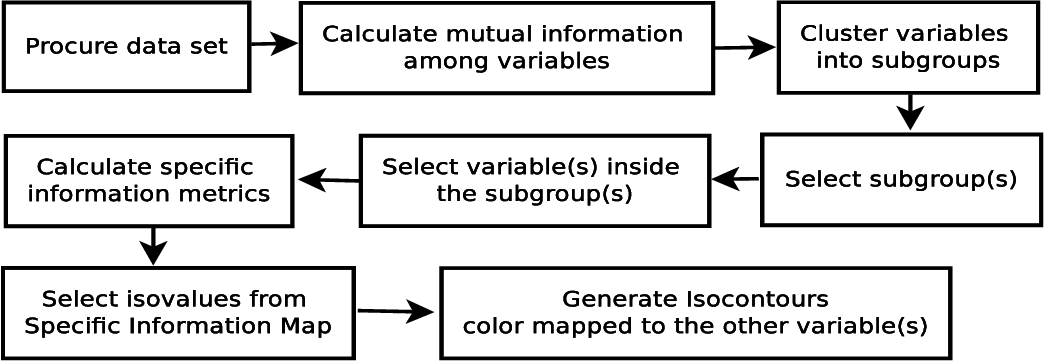 Procure data set
Calculate mutual information
among variables
Cluster variables
into subgroups
Select subgroup(s)
Select variable(s) inside
the subgroup(s)
Calculate specific
information metrics
Select isovalues from
Specific Information Map
Generate Isocontours
color mapped to the other variable(s)